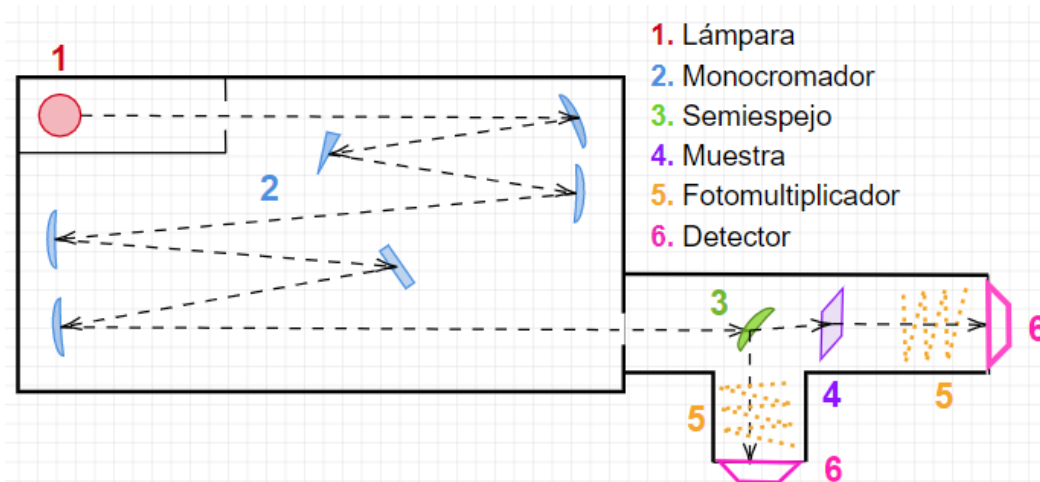 1
1. Lámpara
2. Monocromador
3. Semiespejo
4. Muestra
5. Fotomultiplicador
6. Detector
2
3
6
5
4
5
6